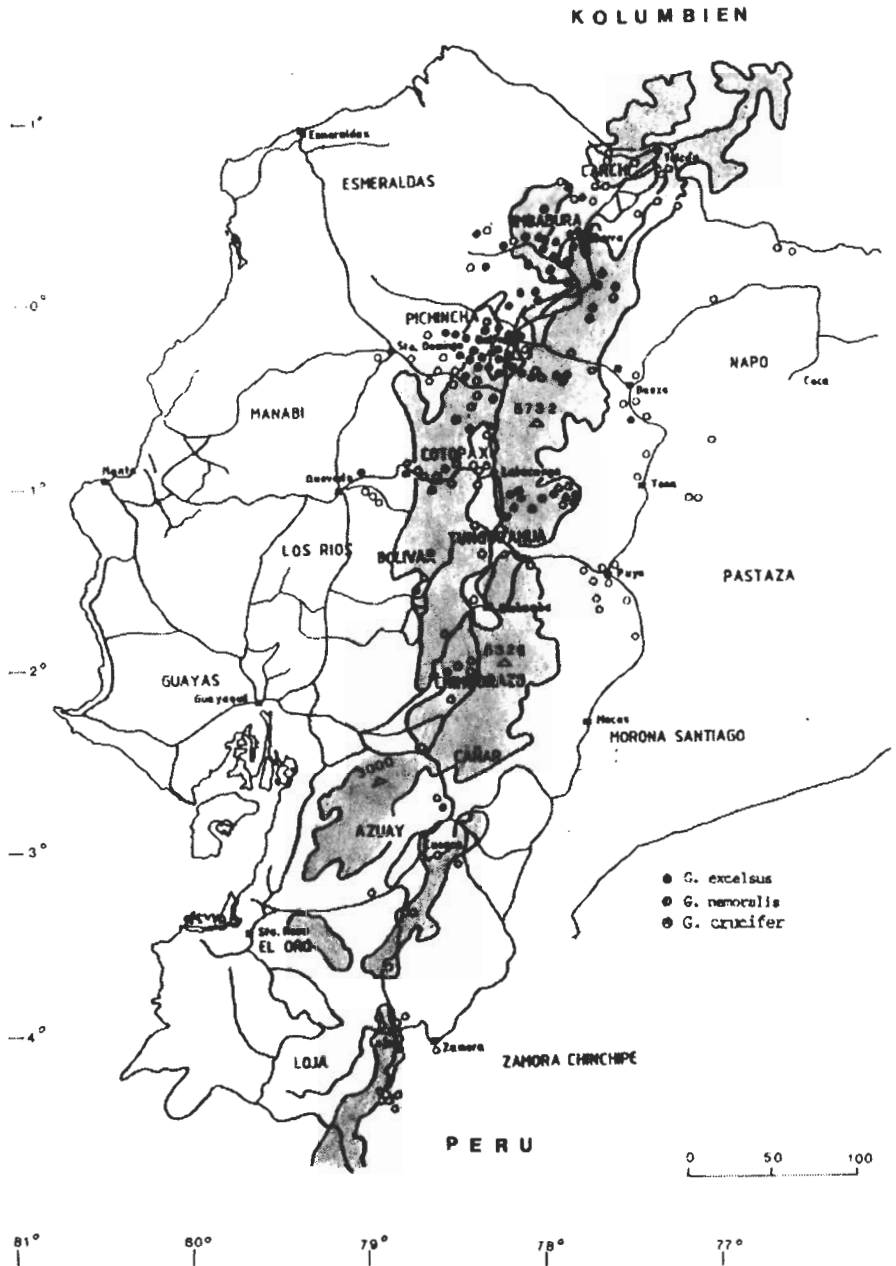 KOLUMBIEN
1°
Esmeraldas
ESMERALDAS
Tulcán
CARCHI
IMBABURA
0°
PICHINCHA
Sto. Domingo
NAPO
Coca
Baeza
MANABI
5732
COTOPAX
Manta
Quevedo
Latacunga
1°
Tena
LOS RIOS
TUNGURAHUA
BOLIVAR
Puyo
PASTAZA
2°
GUAYAS
Guayaquil
Macas
MORONA SANTIAGO
CAÑAR
3000
AZUAY
3°
Cuenca
G. excelsus
G. nemoralis
G. crucifer
EL ORO
4°
Zamora
LOJA
ZAMORA CHINCHIPE
PERU
0 50 100
81° 80° 79° 78° 77°